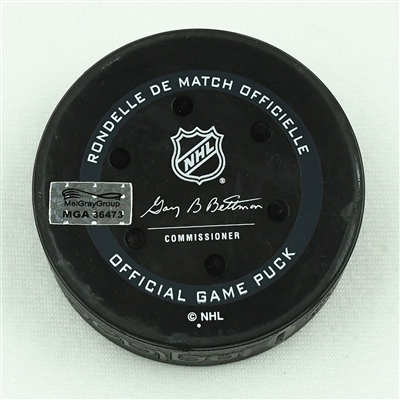 RONDELLE DE MATCH OFFICIELLE
NHL
®
Gary B Bettman
COMMISSIONER
MeiGrayGroup
MGA 36473
OFFICIAL GAME PUCK
© NHL